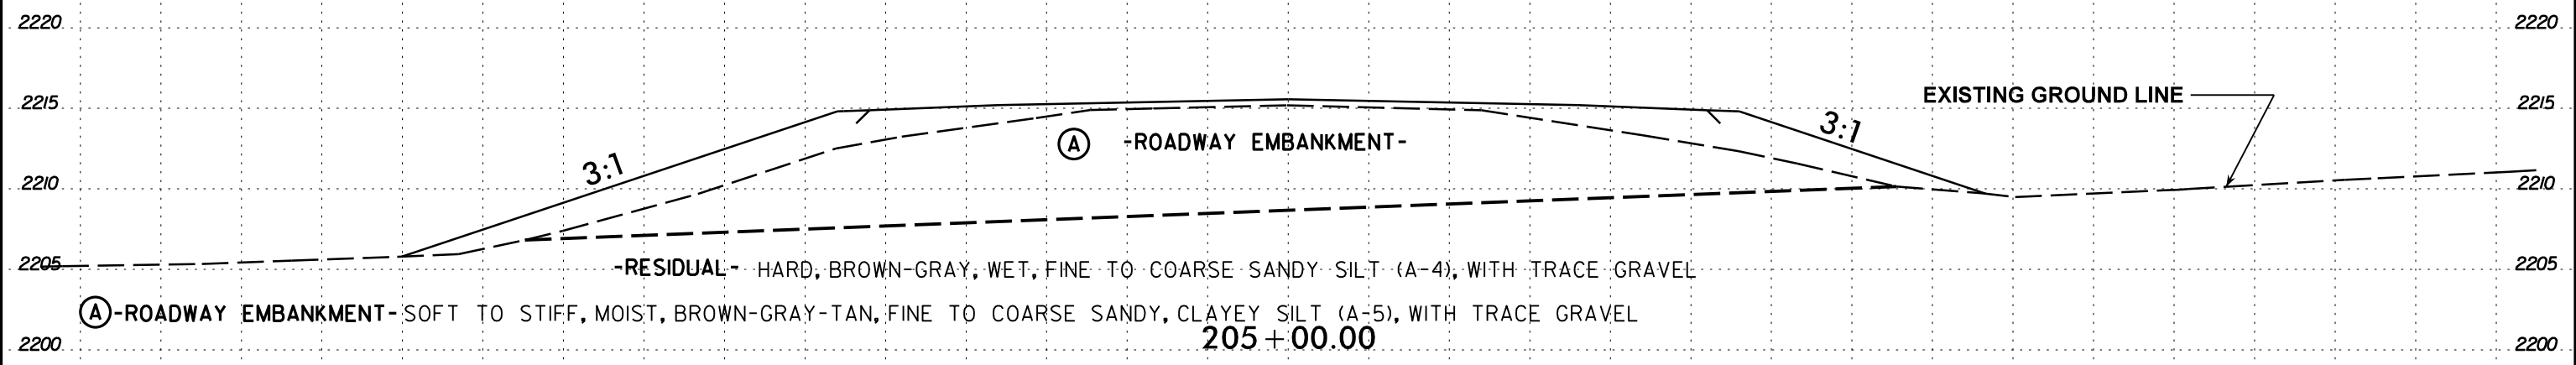 2220 2220
2215 EXISTING GROUND LINE 2215
3:1 3:1
A -ROADWAY EMBANKMENT-
2210 2210
2205 -RESIDUAL- HARD, BROWN-GRAY, WET, FINE TO COARSE SANDY SILT (A-4), WITH TRACE GRAVEL 2205
A -ROADWAY EMBANKMENT- SOFT TO STIFF, MOIST, BROWN-GRAY-TAN, FINE TO COARSE SANDY, CLAYEY SILT (A-5), WITH TRACE GRAVEL
2200 205+00.00 2200